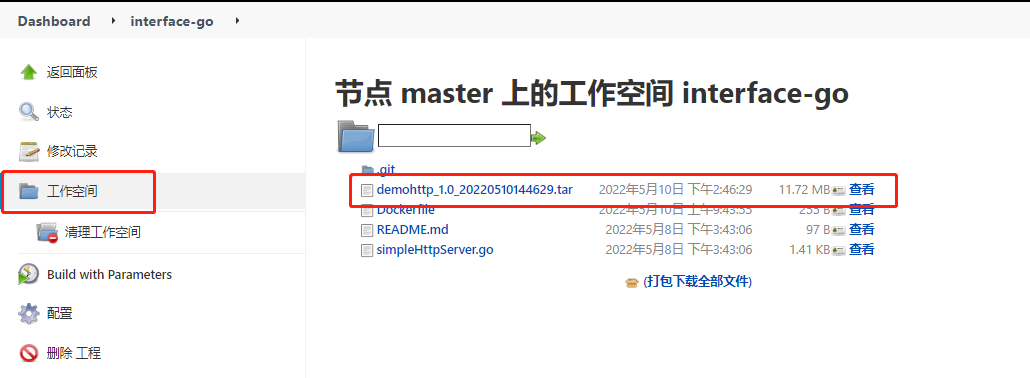 Dashboard interface-go
返回面板
状态
修改记录
工作空间
清理工作空间
Build with Parameters
配置
删除 工程
节点 master 上的工作空间 interface-go
.git
demohttp_1.0_20220510144629.tar 2022年5月10日 下午2:46:29 11.72 MB 查看
Dockerfile 2022年5月10日 上午9:43:55 255 B 查看
README.md 2022年5月8日 下午3:43:06 97 B 查看
simpleHttpServer.go 2022年5月8日 下午3:43:06 1.41 KB 查看
(打包下载全部文件)